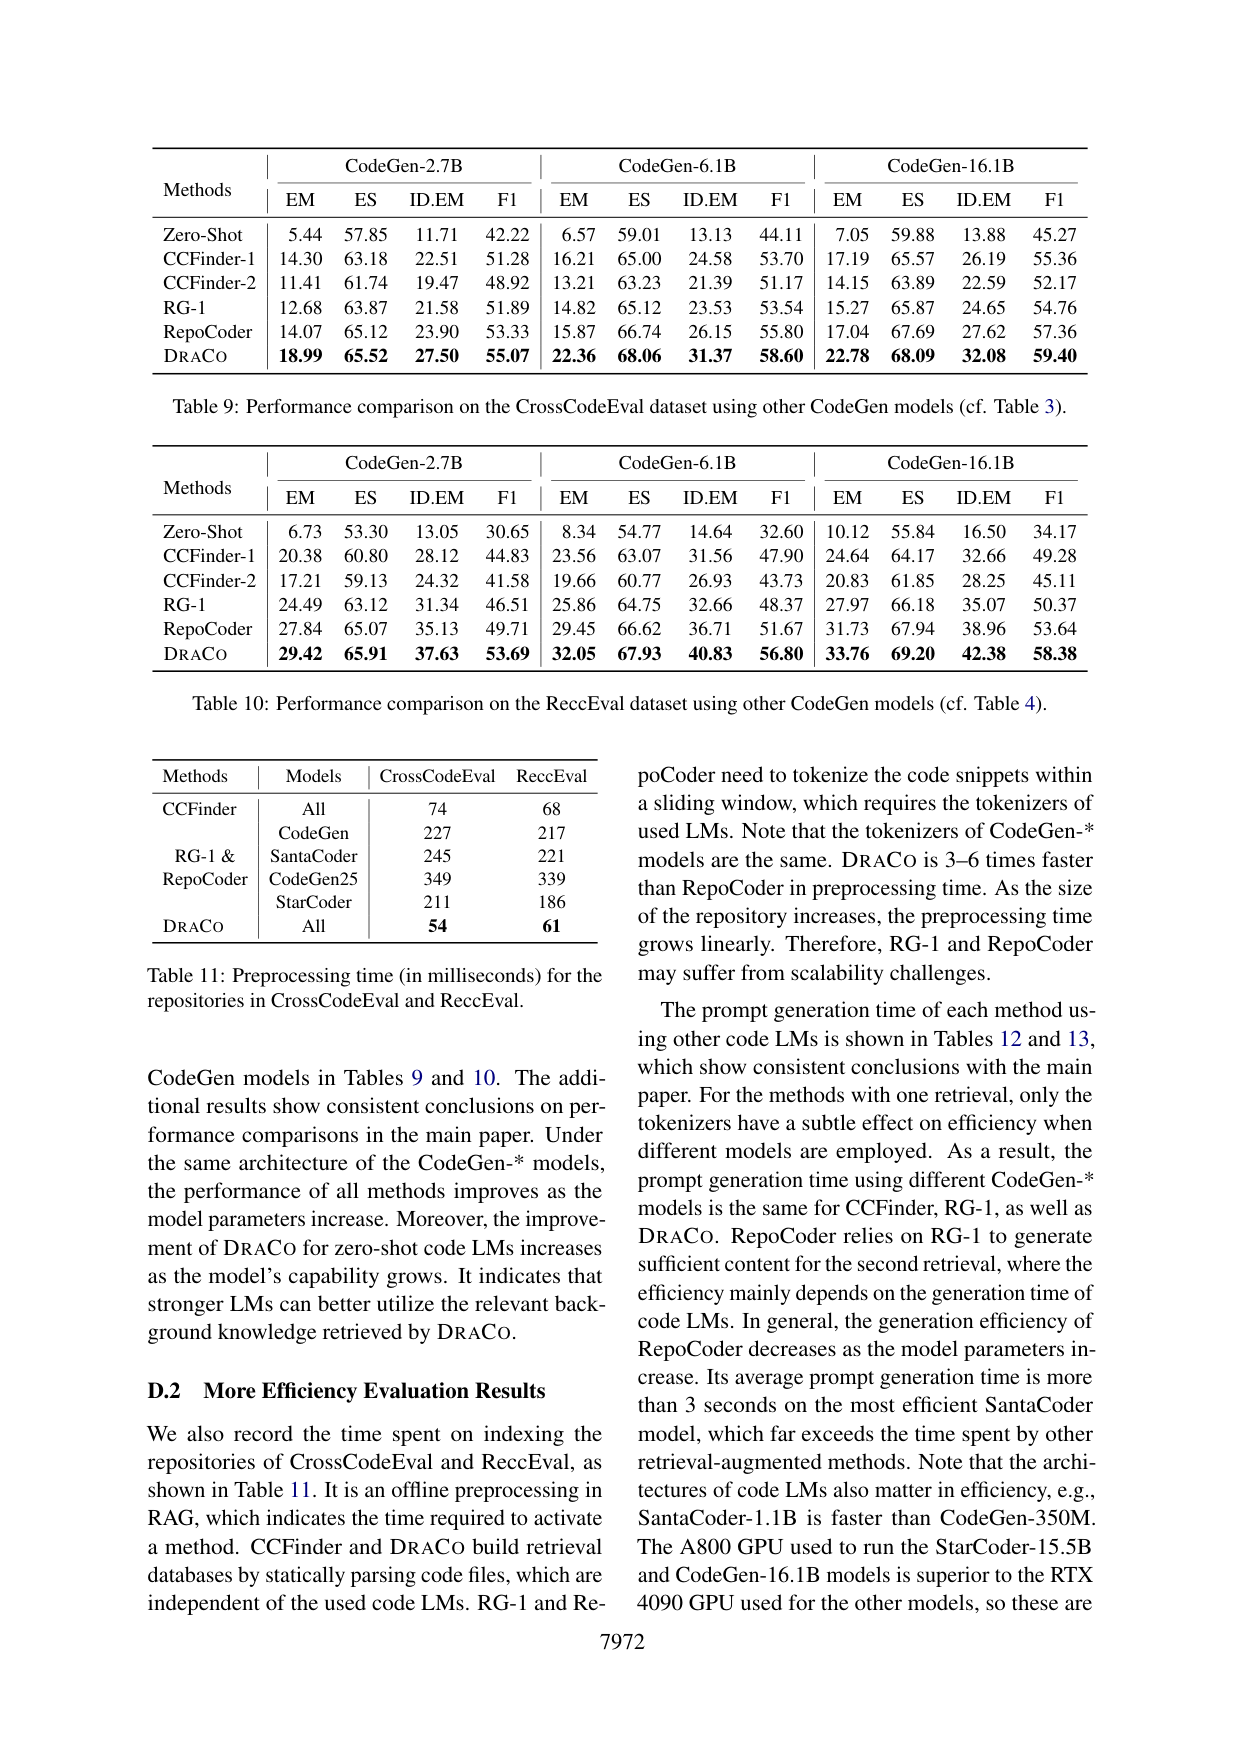 Methods | CodeGen-2.7B | CodeGen-6.1B | CodeGen-16.1B
EM ES ID.EM F1 | EM ES ID.EM F1 | EM ES ID.EM F1
Zero-Shot 5.44 57.85 11.71 42.22 6.57 59.01 13.13 44.11 7.05 59.88 13.88 45.27
CCFinder-1 14.30 63.18 22.51 51.28 16.21 65.00 24.58 53.70 17.19 65.57 26.19 55.36
CCFinder-2 11.41 61.74 19.47 48.92 13.21 63.23 21.39 51.17 14.15 63.89 22.59 52.17
RG-1 12.68 63.87 21.58 51.89 14.82 65.12 23.53 53.54 15.27 65.87 24.65 54.76
RepoCoder 14.07 65.12 23.90 53.33 15.87 66.74 26.15 55.80 17.04 67.69 27.62 57.36
DRACO 18.99 65.52 27.50 55.07 22.36 68.06 31.37 58.60 22.78 68.09 32.08 59.40
Table 9: Performance comparison on the CrossCodeEval dataset using other CodeGen models (cf. Table 3).
Methods | CodeGen-2.7B | CodeGen-6.1B | CodeGen-16.1B
EM ES ID.EM F1 | EM ES ID.EM F1 | EM ES ID.EM F1
Zero-Shot 6.73 53.30 13.05 30.65 8.34 54.77 14.64 32.60 10.12 55.84 16.50 34.17
CCFinder-1 20.38 60.80 28.12 44.83 23.56 63.07 31.56 47.90 24.64 64.17 32.66 49.28
CCFinder-2 17.21 59.13 24.32 41.58 19.66 60.77 26.93 43.73 20.83 61.85 28.25 45.11
RG-1 24.49 63.12 31.34 46.51 25.86 64.75 32.66 48.37 27.97 66.18 35.07 50.37
RepoCoder 27.84 65.07 35.13 49.71 29.45 66.62 36.71 51.67 31.73 67.94 38.96 53.64
DRACO 29.42 65.91 37.63 53.69 32.05 67.93 40.83 56.80 33.76 69.20 42.38 58.38
Table 10: Performance comparison on the ReccEval dataset using other CodeGen models (cf. Table 4).
Methods Models CrossCodeEval ReccEval
CCFinder All 74 68
CodeGen 227 217
RG-1 & SantaCoder 245 221
RepoCoder CodeGen25 349 339
StarCoder 211 186
DRACO All 54 61
Table 11: Preprocessing time (in milliseconds) for the
repositories in CrossCodeEval and ReccEval.
CodeGen models in Tables 9 and 10. The addi-
tional results show consistent conclusions on per-
formance comparisons in the main paper. Under
the same architecture of the CodeGen-* models,
the performance of all methods improves as the
model parameters increase. Moreover, the improve-
ment of DRACO for zero-shot code LMs increases
as the model's capability grows. It indicates that
stronger LMs can better utilize the relevant back-
ground knowledge retrieved by DRACO.
D.2 More Efficiency Evaluation Results
We also record the time spent on indexing the
repositories of CrossCodeEval and ReccEval, as
shown in Table 11. It is an offline preprocessing in
RAG, which indicates the time required to activate
a method. CCFinder and DRACO build retrieval
databases by statically parsing code files, which are
independent of the used code LMs. RG-1 and Re-
poCoder need to tokenize the code snippets within
a sliding window, which requires the tokenizers of
used LMs. Note that the tokenizers of CodeGen-*
models are the same. DRACO is 3–6 times faster
than RepoCoder in preprocessing time. As the size
of the repository increases, the preprocessing time
grows linearly. Therefore, RG-1 and RepoCoder
may suffer from scalability challenges.
The prompt generation time of each method us-
ing other code LMs is shown in Tables 12 and 13,
which show consistent conclusions with the main
paper. For the methods with one retrieval, only the
tokenizers have a subtle effect on efficiency when
different models are employed. As a result, the
prompt generation time using different CodeGen-*
models is the same for CCFinder, RG-1, as well as
DRACO. RepoCoder relies on RG-1 to generate
sufficient content for the second retrieval, where the
efficiency mainly depends on the generation time of
code LMs. In general, the generation efficiency of
RepoCoder decreases as the model parameters in-
crease. Its average prompt generation time is more
than 3 seconds on the most efficient SantaCoder
model, which far exceeds the time spent by other
retrieval-augmented methods. Note that the archi-
tectures of code LMs also matter in efficiency, e.g.,
SantaCoder-1.1B is faster than CodeGen-350M.
The A800 GPU used to run the StarCoder-15.5B
and CodeGen-16.1B models is superior to the RTX
4090 GPU used for the other models, so these are
7972